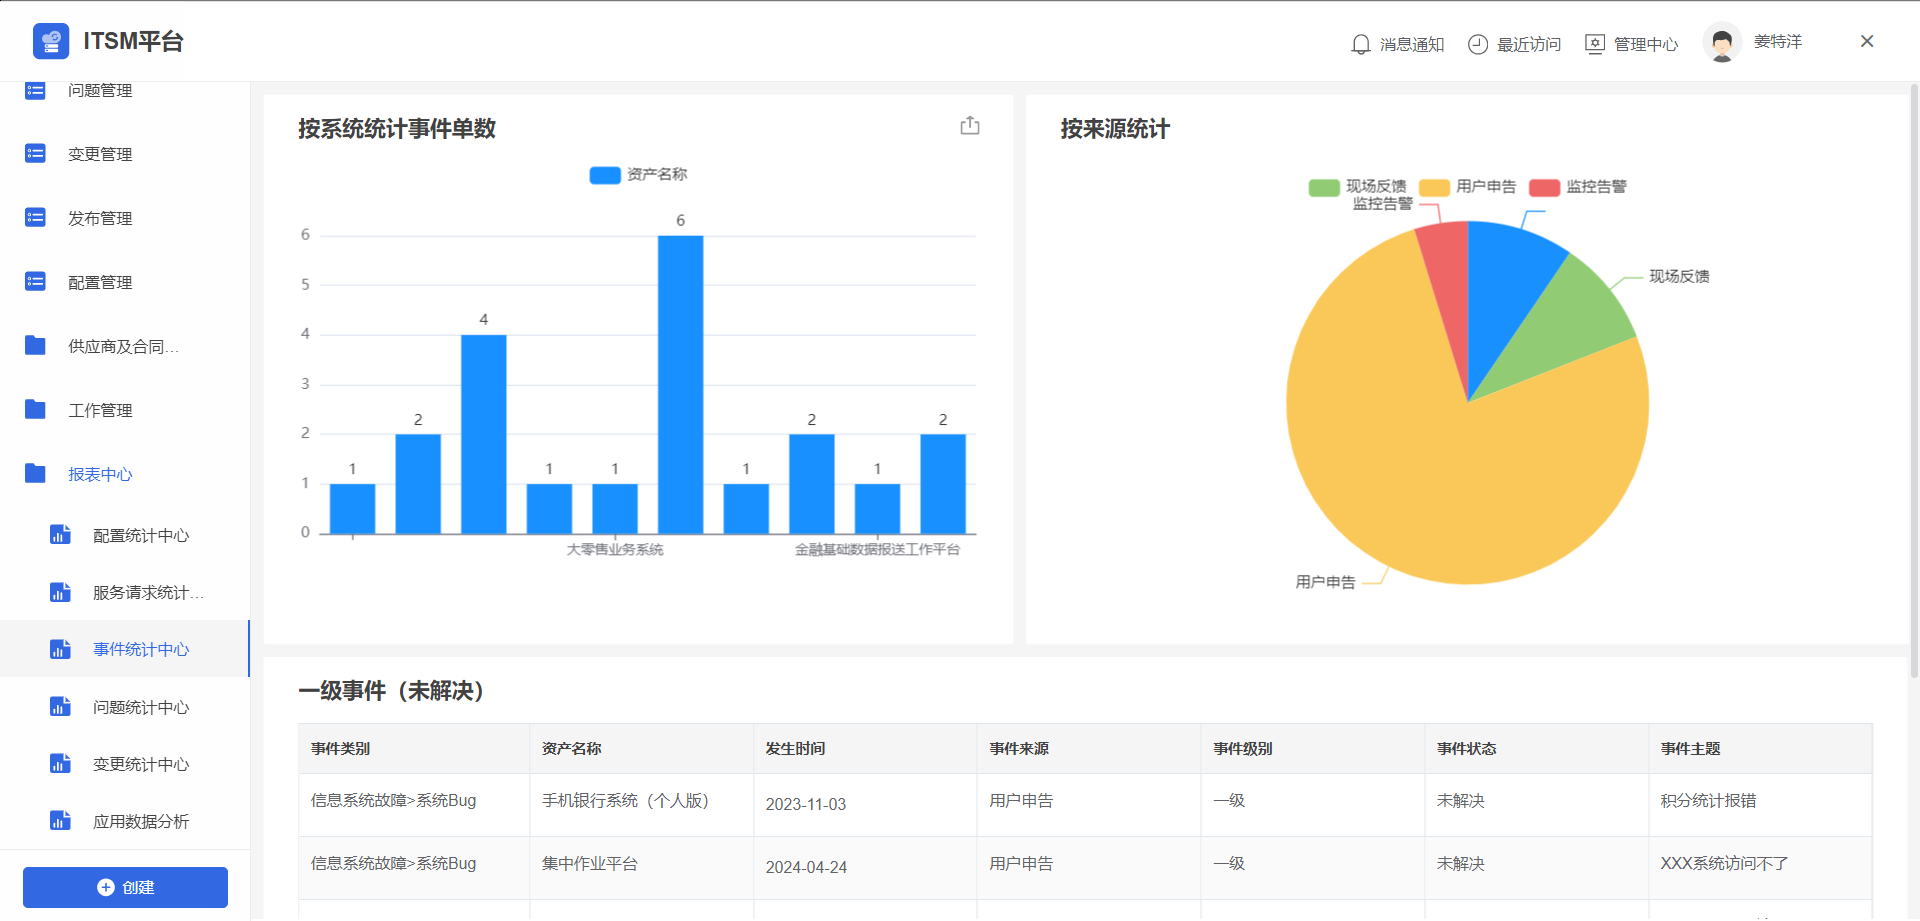 ITSM平台
消息通知
最近访问
管理中心
姜特洋
问题管理
变更管理
发布管理
配置管理
供应商及合同...
工作管理
报表中心
配置统计中心
服务请求统计...
事件统计中心
问题统计中心
变更统计中心
应用数据分析
创建
按系统统计事件单数
资产名称
6
5
4
3
2
1
0
1
2
4
1
1
6
1
2
1
2
大零售业务系统
金融基础数据报送工作平台
按来源统计
现场反馈 用户申告 监控告警
监控告警
现场反馈
用户申告
一级事件（未解决）
事件类别 资产名称 发生时间 事件来源 事件级别 事件状态 事件主题
信息系统故障>系统Bug 手机银行系统（个人版） 2023-11-03 用户申告 一级 未解决 积分统计报错
信息系统故障>系统Bug 集中作业平台 2024-04-24 用户申告 一级 未解决 XXX系统访问不了